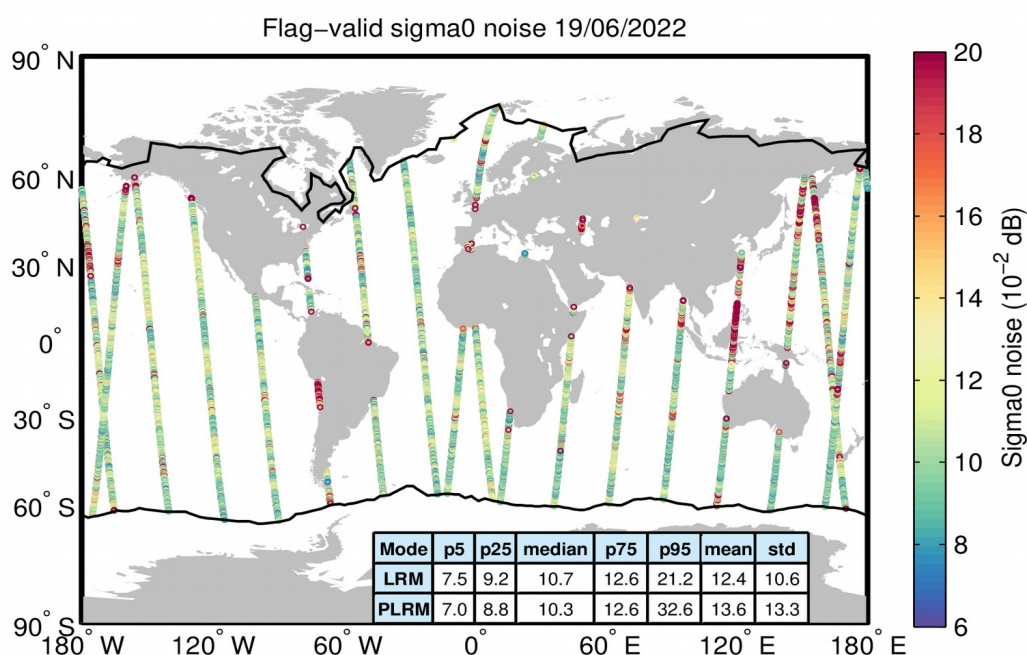 Flag-valid sigma0 noise 19/06/2022
90° N
60° N
30° N
0°
30° S
60° S
90° S
180° W
120° W
60° W
0°
60° E
120° E
180° E
Mode p5 p25 median p75 p95 mean std
LRM 7.5 9.2 10.7 12.6 21.2 12.4 10.6
PLRM 7.0 8.8 10.3 12.6 32.6 13.6 13.3
20
18
16
14
12
10
8
6
Sigma0 noise (10⁻² dB)